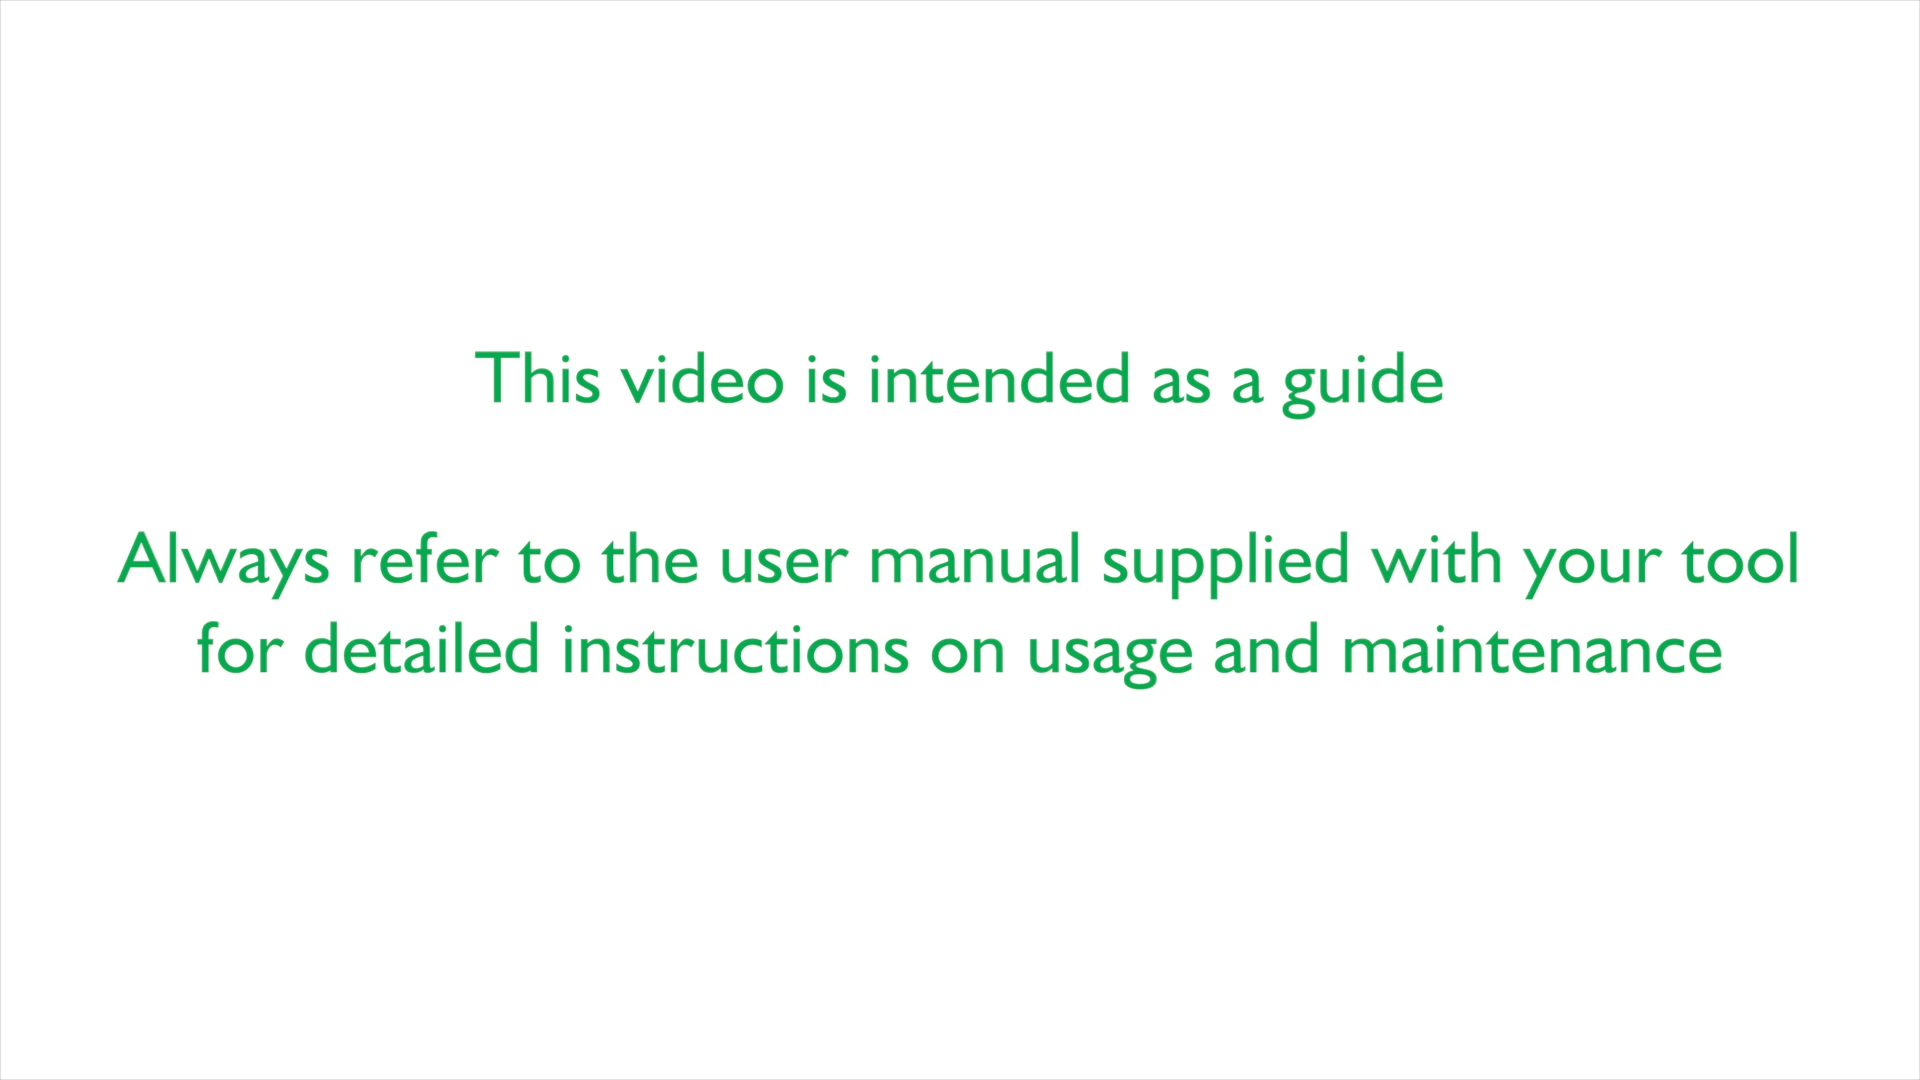 This video is intended as a guide
Always refer to the user manual supplied with your tool
for detailed instructions on usage and maintenance